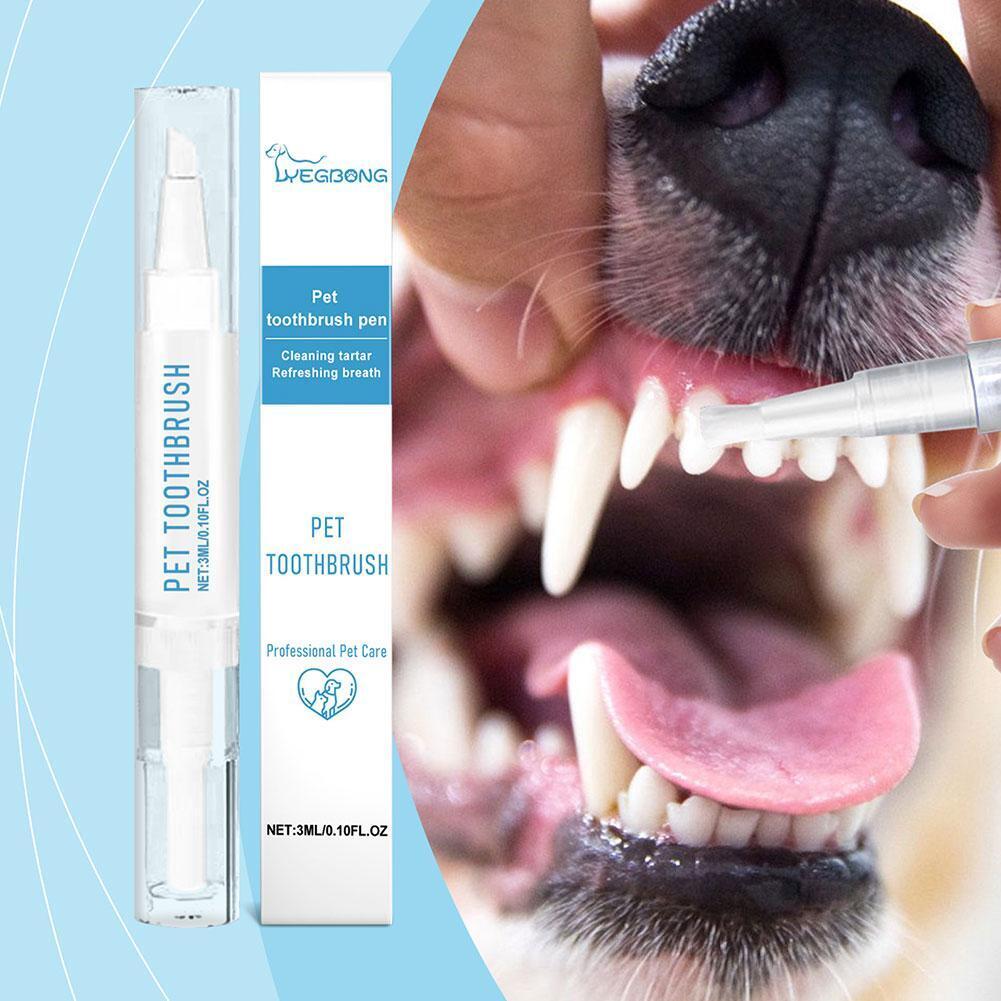 PET TOOTHBRUSH
NET:3ML/0.10FL.OZ
YEGBONG
Pet
toothbrush pen
Cleaning tartar
Refreshing breath
PET
TOOTHBRUSH
Professional Pet Care
NET:3ML/0.10FL.OZ